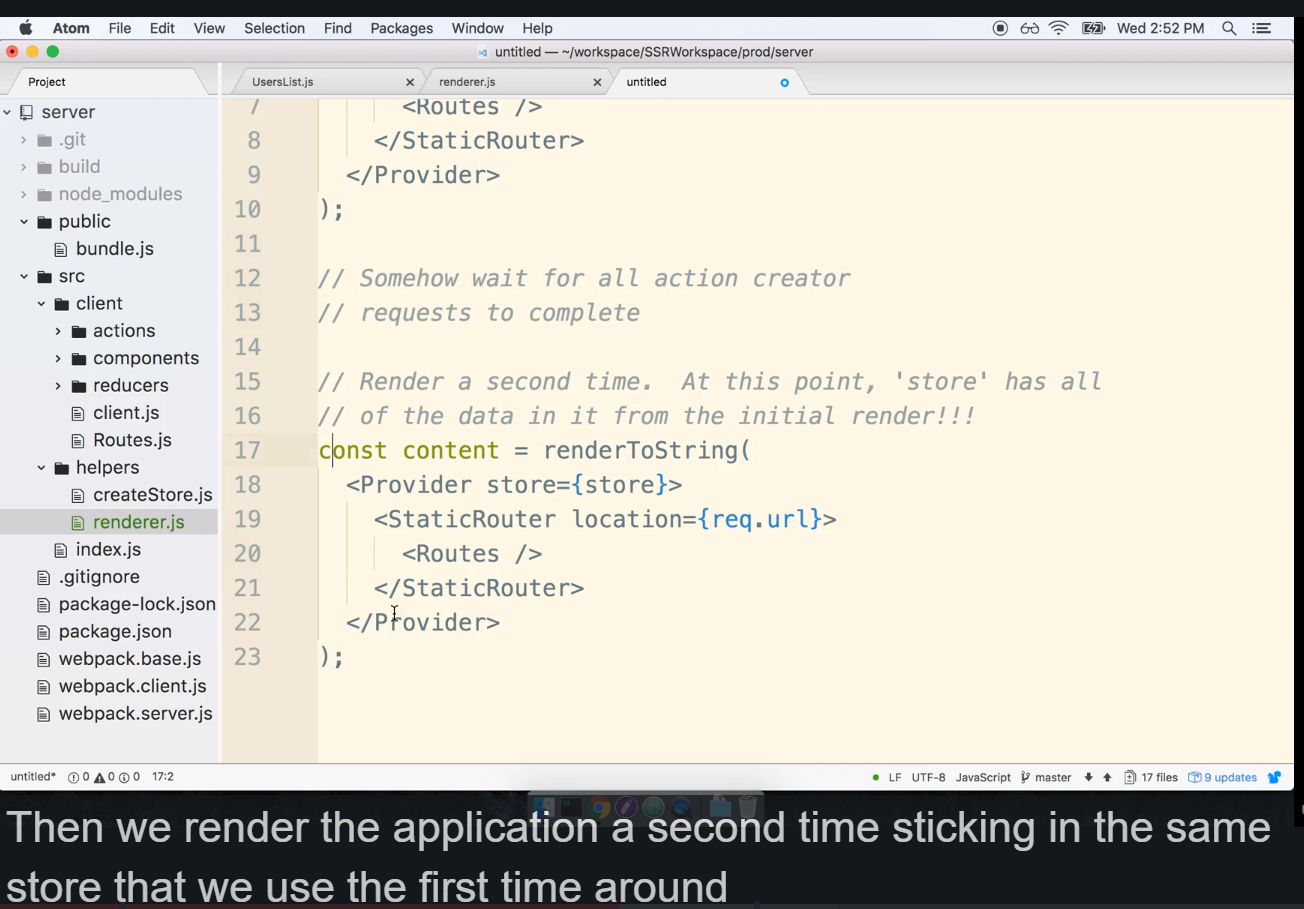 Atom File Edit View Selection Find Packages Window Help Wed 2:52 PM
untitled — ~/workspace/SSRWorkspace/prod/server
Project
UsersList.js
renderer.js
untitled
server
.git
build
node_modules
public
bundle.js
src
client
actions
components
reducers
client.js
Routes.js
helpers
createStore.js
renderer.js
index.js
.gitignore
package-lock.json
package.json
webpack.base.js
webpack.client.js
webpack.server.js
7 <Routes />
8 </StaticRouter>
9 </Provider>
10 );
11
12 // Somehow wait for all action creator
13 // requests to complete
14
15 // Render a second time. At this point, 'store' has all
16 // of the data in it from the initial render!!!
17 const content = renderToString(
18 <Provider store={store}>
19 <StaticRouter location={req.url}>
20 <Routes />
21 </StaticRouter>
22 </Provider>
23 );
untitled* 0 0 0 17:2 LF UTF-8 JavaScript master 17 files 9 updates
Then we render the application a second time sticking in the same
store that we use the first time around